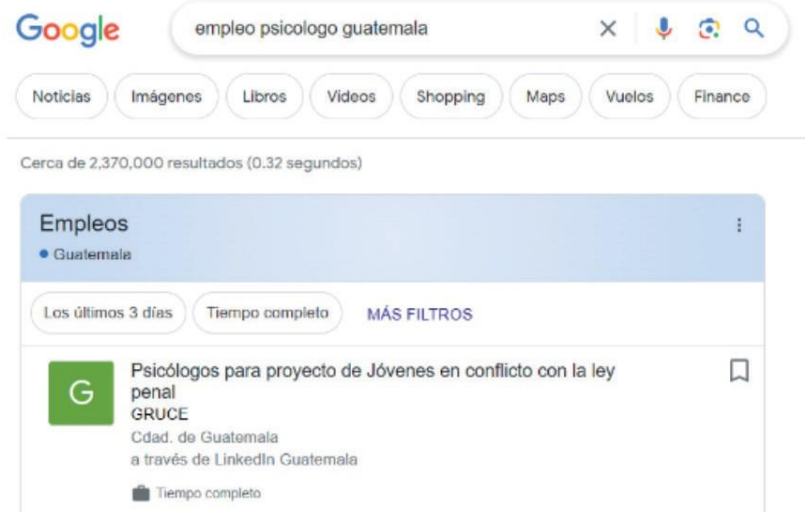 Google empleo psicologo guatemala
Noticias Imágenes Libros Videos Shopping Maps Vuelos Finance
Cerca de 2,370,000 resultados (0.32 segundos)
Empleos
Guatemala
Los últimos 3 días Tiempo completo MÁS FILTROS
G
Psicólogos para proyecto de Jóvenes en conflicto con la ley
penal
GRUCE
Cdad. de Guatemala
a través de LinkedIn Guatemala
Tiempo completo